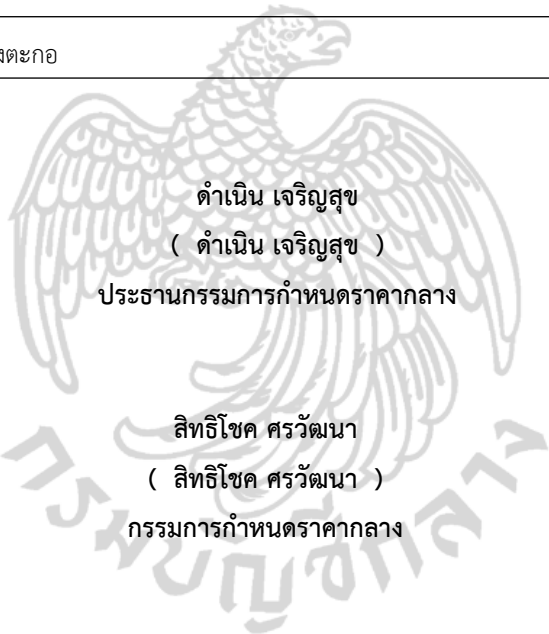 งตะกอ
ดำเนิน เจริญสุข
( ดำเนิน เจริญสุข )
ประธานกรรมการกำหนดราคากลาง
สิทธิโชค ศรวัฒนา
( สิทธิโชค ศรวัฒนา )
กรรมการกำหนดราคากลาง
กรมบัญชีกลาง